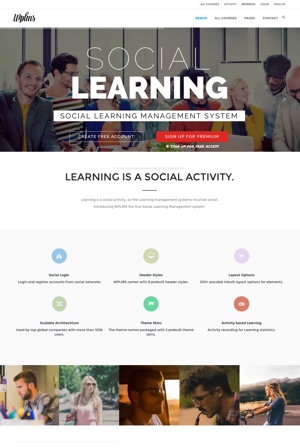 ALL COURSES ACTIVITY MEMBERS LOGIN SIGN UP
Wplms
DEMOS ALL COURSES PAGES CONTACT
SOCIAL
LEARNING
SOCIAL LEARNING MANAGEMENT SYSTEM
CREATE FREE ACCOUNT
SIGN UP FOR PREMIUM
SIGN UP FOR FREE ACCESS
LEARNING IS A SOCIAL ACTIVITY.
Learning is a social activity, so the Learning management systems must be social.
Introducing WPLMS the first Social Learning Management system.
Social Login
Login and register accounts from social networks
Header Styles
WPLMS comes with 8 prebuilt header styles.
Layout Options
500+ possible inbuilt layout options for elements
Scalable Architechture
Used by top global companies with more than 100k users.
Theme Skins
The theme comes packaged with 3 prebuilt theme skins.
Activity based Learning
Activity recording for Learning statistics.